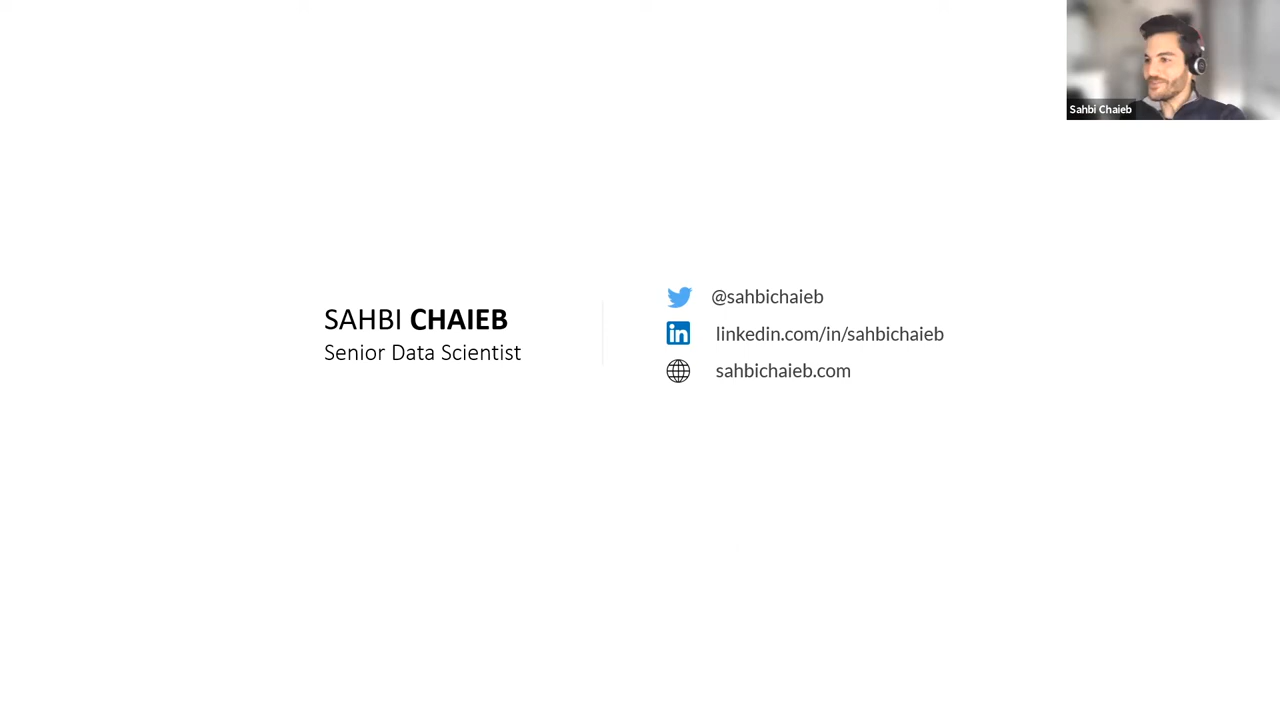 Sahbi Chaieb
SAHBI CHAIEB
Senior Data Scientist
@sahbichaieb
linkedin.com/in/sahbichaieb
sahbichaieb.com